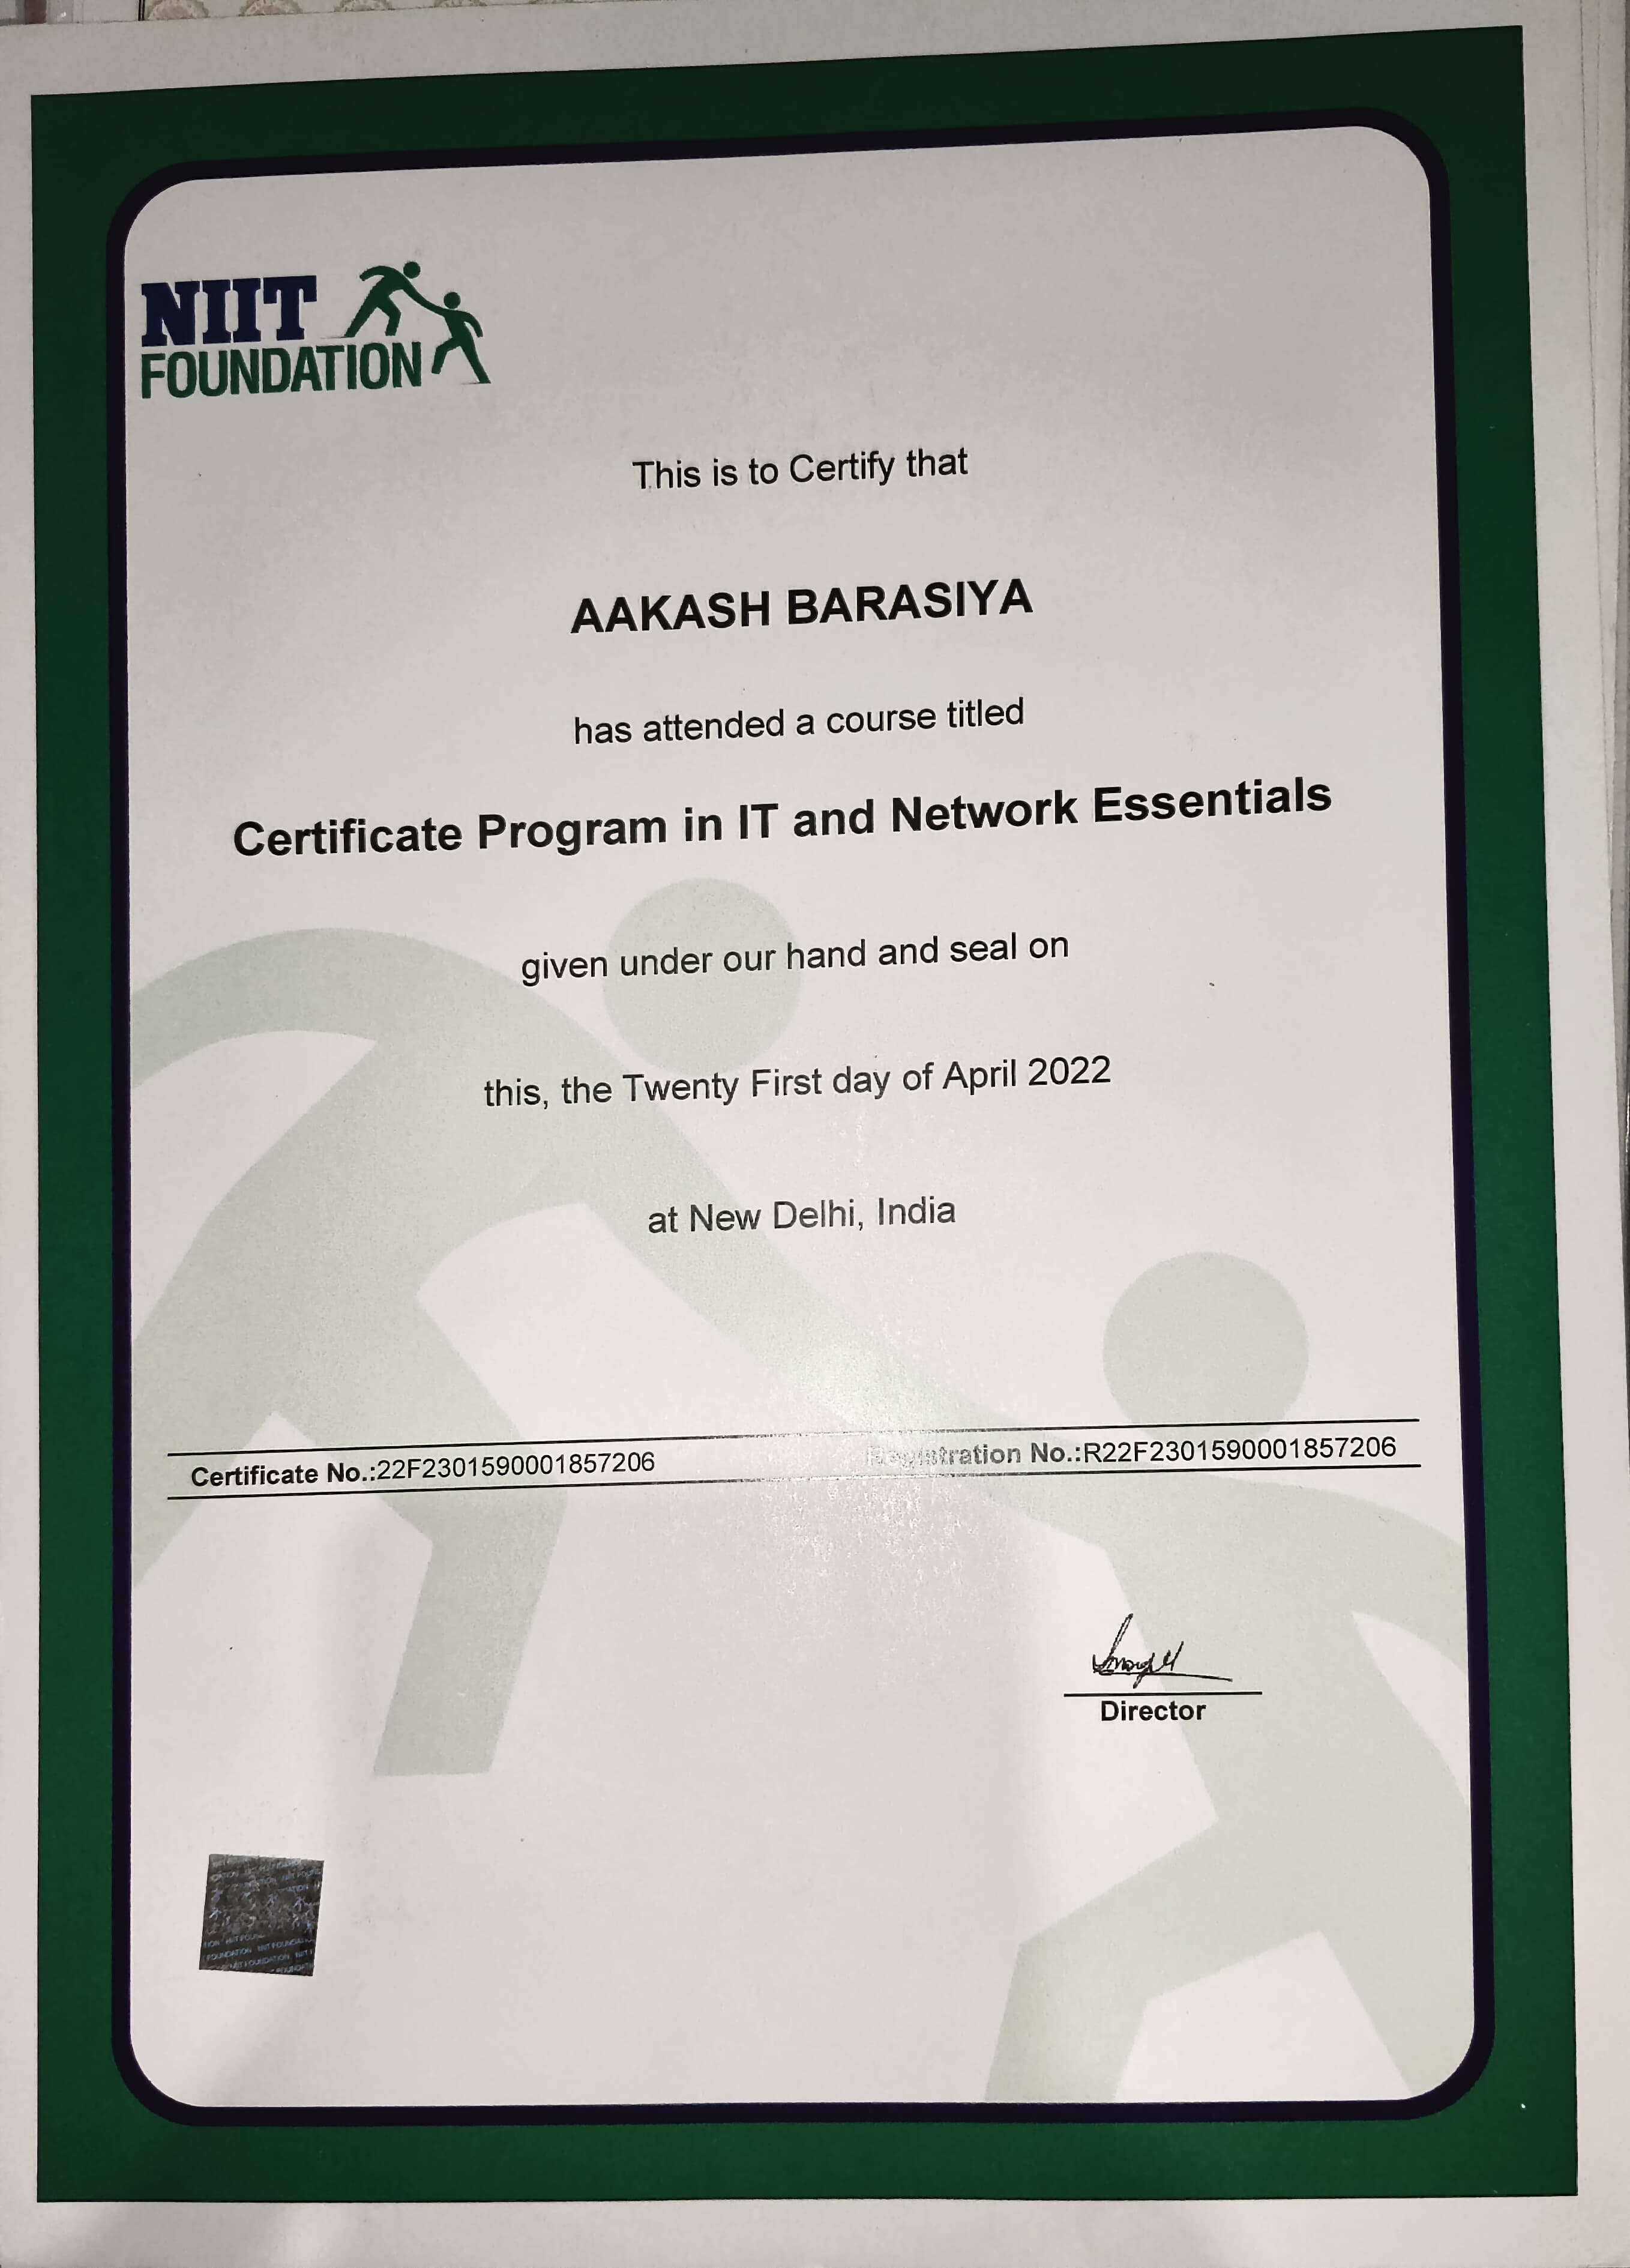 NIIT
FOUNDATION
This is to Certify that
AAKASH BARASIYA
has attended a course titled
Certificate Program in IT and Network Essentials
given under our hand and seal on
this, the Twenty First day of April 2022
at New Delhi, India
Certificate No.:22F2301590001857206
Registration No.:R22F2301590001857206
Director